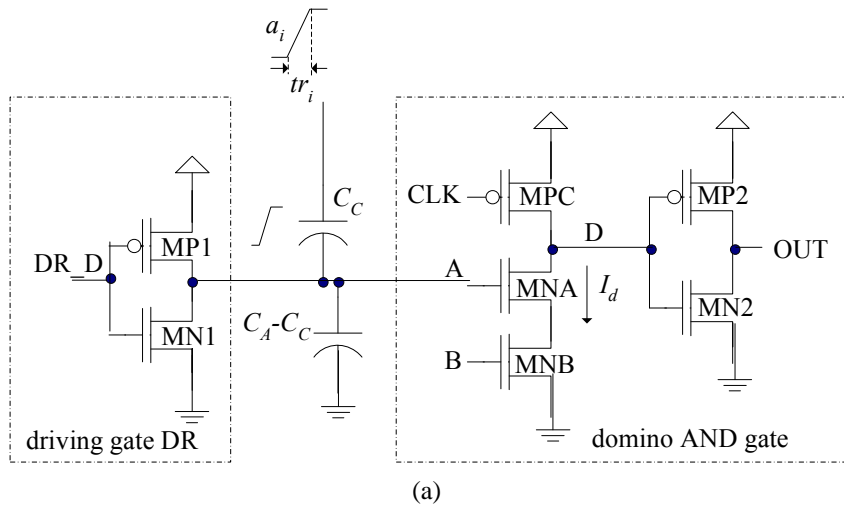 a_i
tr_i
CLK
MPC
MP2
C_C
DR_D
MP1
D
OUT
A
MNA
I_d
MN1
C_A-C_C
MN2
B
MNB
driving gate DR
domino AND gate
(a)